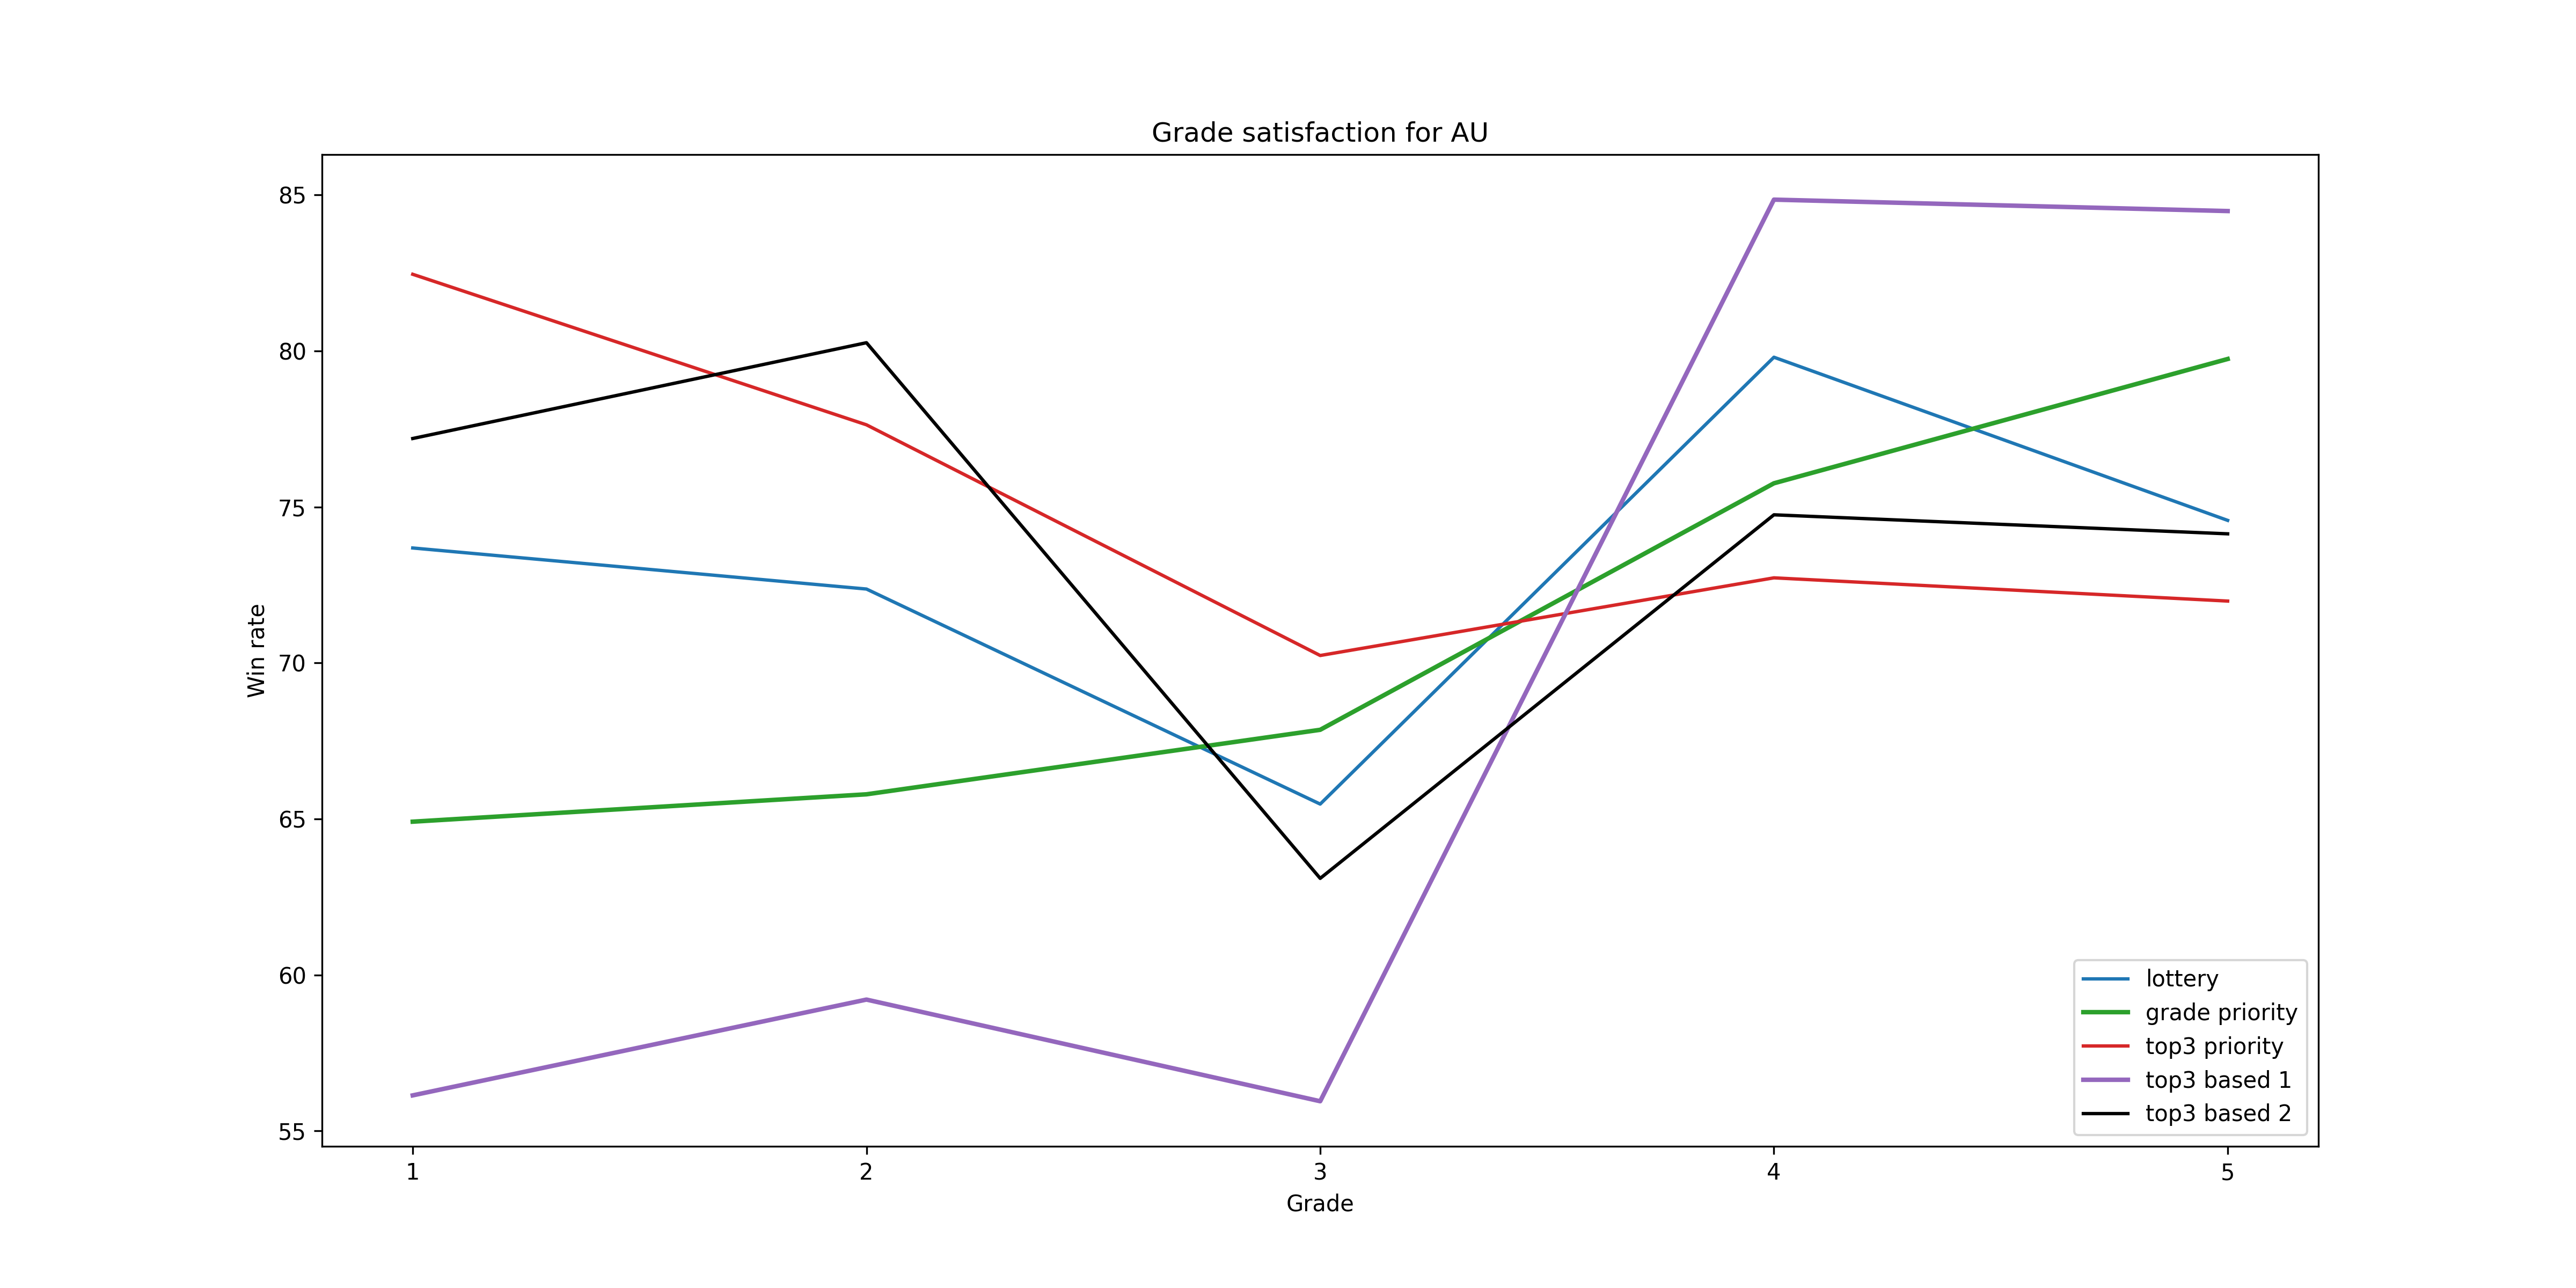 Grade satisfaction for AU
85
80
75
70
65
60
55
Win rate
1 2 3 4 5
Grade
lottery
grade priority
top3 priority
top3 based 1
top3 based 2